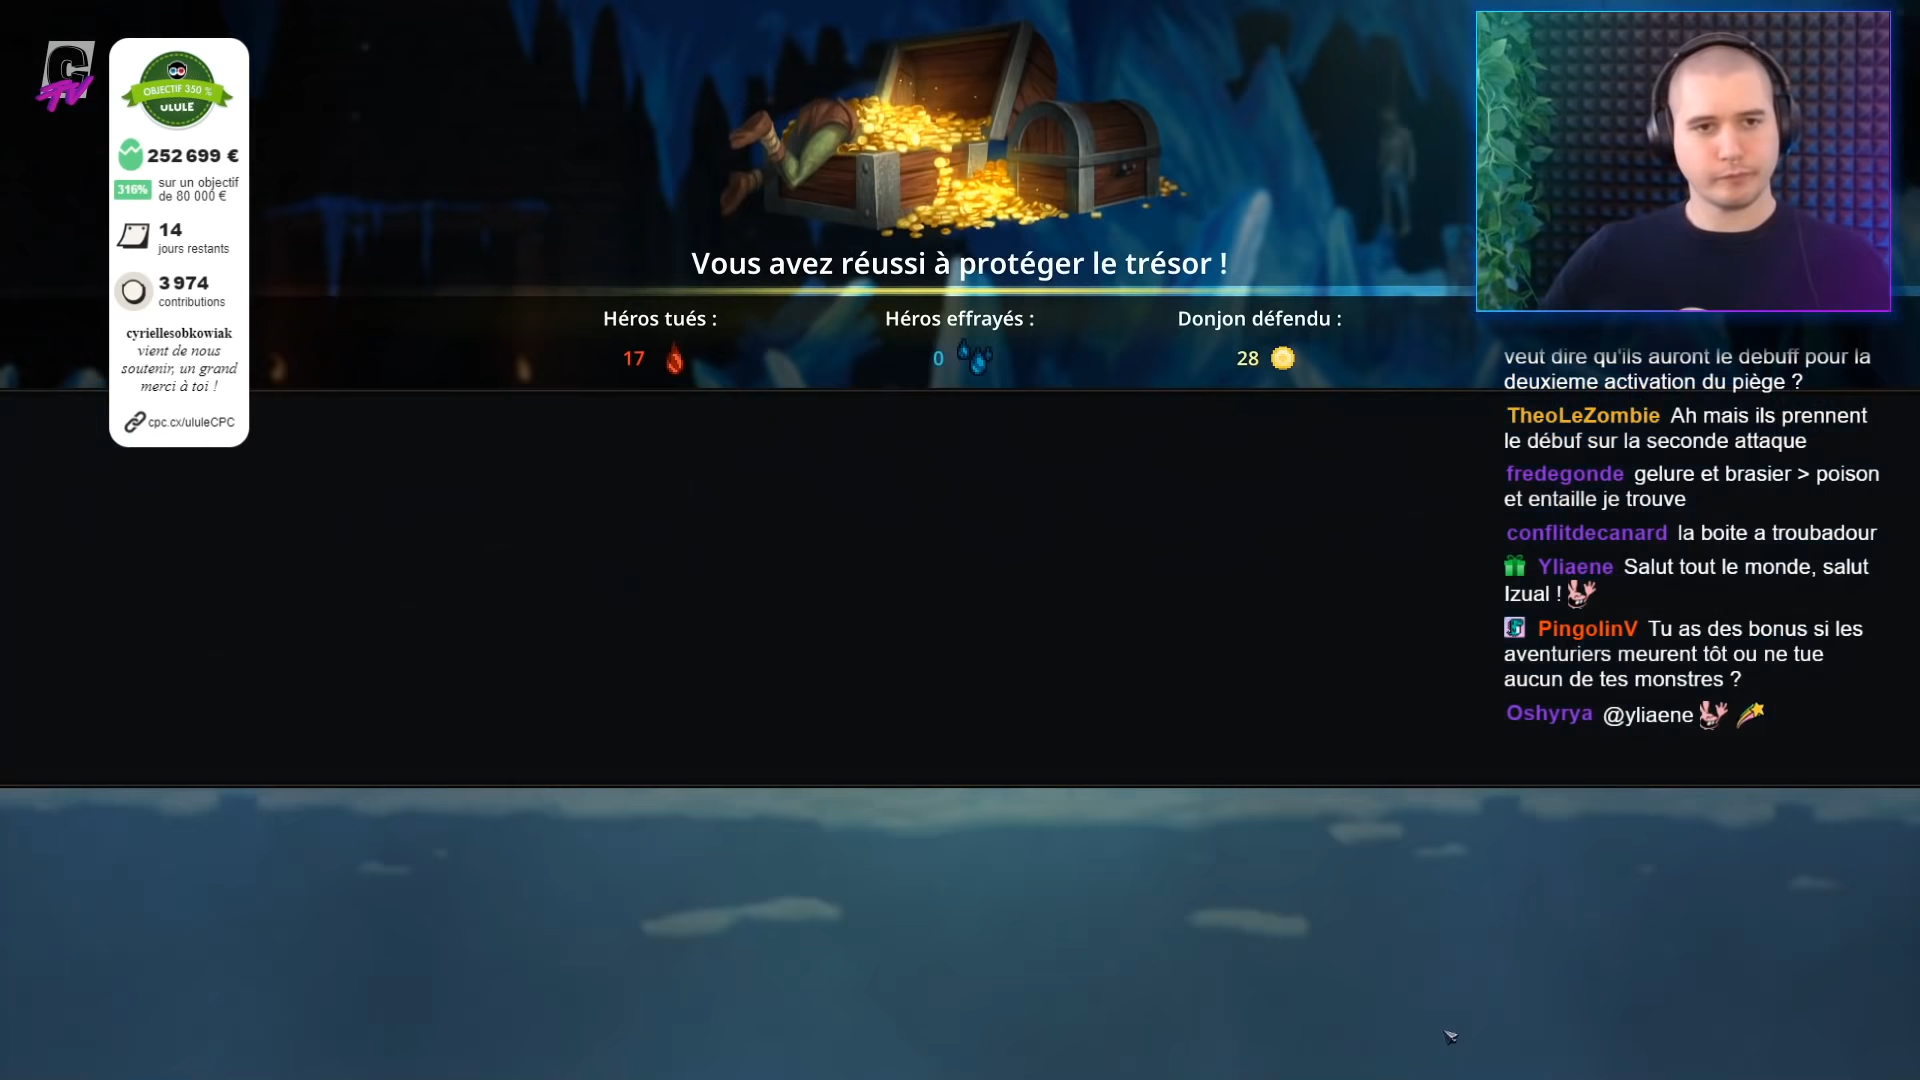 C
TV
OBJECTIF 350 %
ULULE
252 699 €
316%
sur un objectif
de 80 000 €
14
jours restants
3 974
contributions
cyriellesobkowiak
vient de nous
soutenir, un grand
merci à toi !
cpc.cx/ululeCPC
Vous avez réussi à protéger le trésor !
Héros tués :
17
Héros effrayés :
0
Donjon défendu :
28
veut dire qu'ils auront le debuff pour la
deuxieme activation du piège ?
TheoLeZombie Ah mais ils prennent
le débuf sur la seconde attaque
fredegonde gelure et brasier > poison
et entaille je trouve
conflitdecanard la boite a troubadour
Yliaene Salut tout le monde, salut
Izual !
PingolinV Tu as des bonus si les
aventuriers meurent tôt ou ne tue
aucun de tes monstres ?
Oshyrya @yliaene